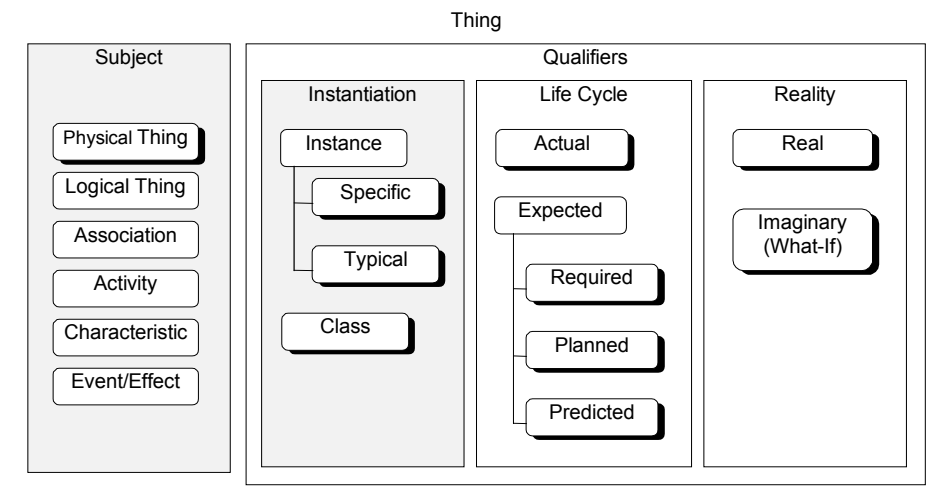 Thing
Subject
Physical Thing
Logical Thing
Association
Activity
Characteristic
Event/Effect
Qualifiers
Instantiation
Instance
Specific
Typical
Class
Life Cycle
Actual
Expected
Required
Planned
Predicted
Reality
Real
Imaginary
(What-If)